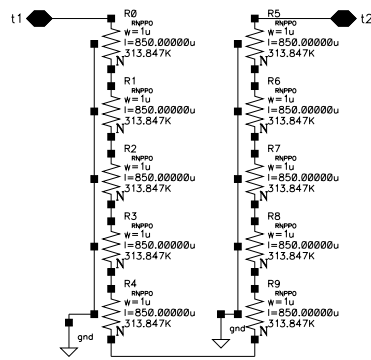 t1
R0
RNPPO
w=1u
l=850.00000u
313.847K
N
R1
RNPPO
w=1u
l=850.00000u
313.847K
N
R2
RNPPO
w=1u
l=850.00000u
313.847K
N
R3
RNPPO
w=1u
l=850.00000u
313.847K
N
R4
RNPPO
w=1u
l=850.00000u
313.847K
N
gnd
R5
RNPPO
w=1u
l=850.00000u
313.847K
N
t2
R6
RNPPO
w=1u
l=850.00000u
313.847K
N
R7
RNPPO
w=1u
l=850.00000u
313.847K
N
R8
RNPPO
w=1u
l=850.00000u
313.847K
N
R9
RNPPO
w=1u
l=850.00000u
313.847K
N
gnd